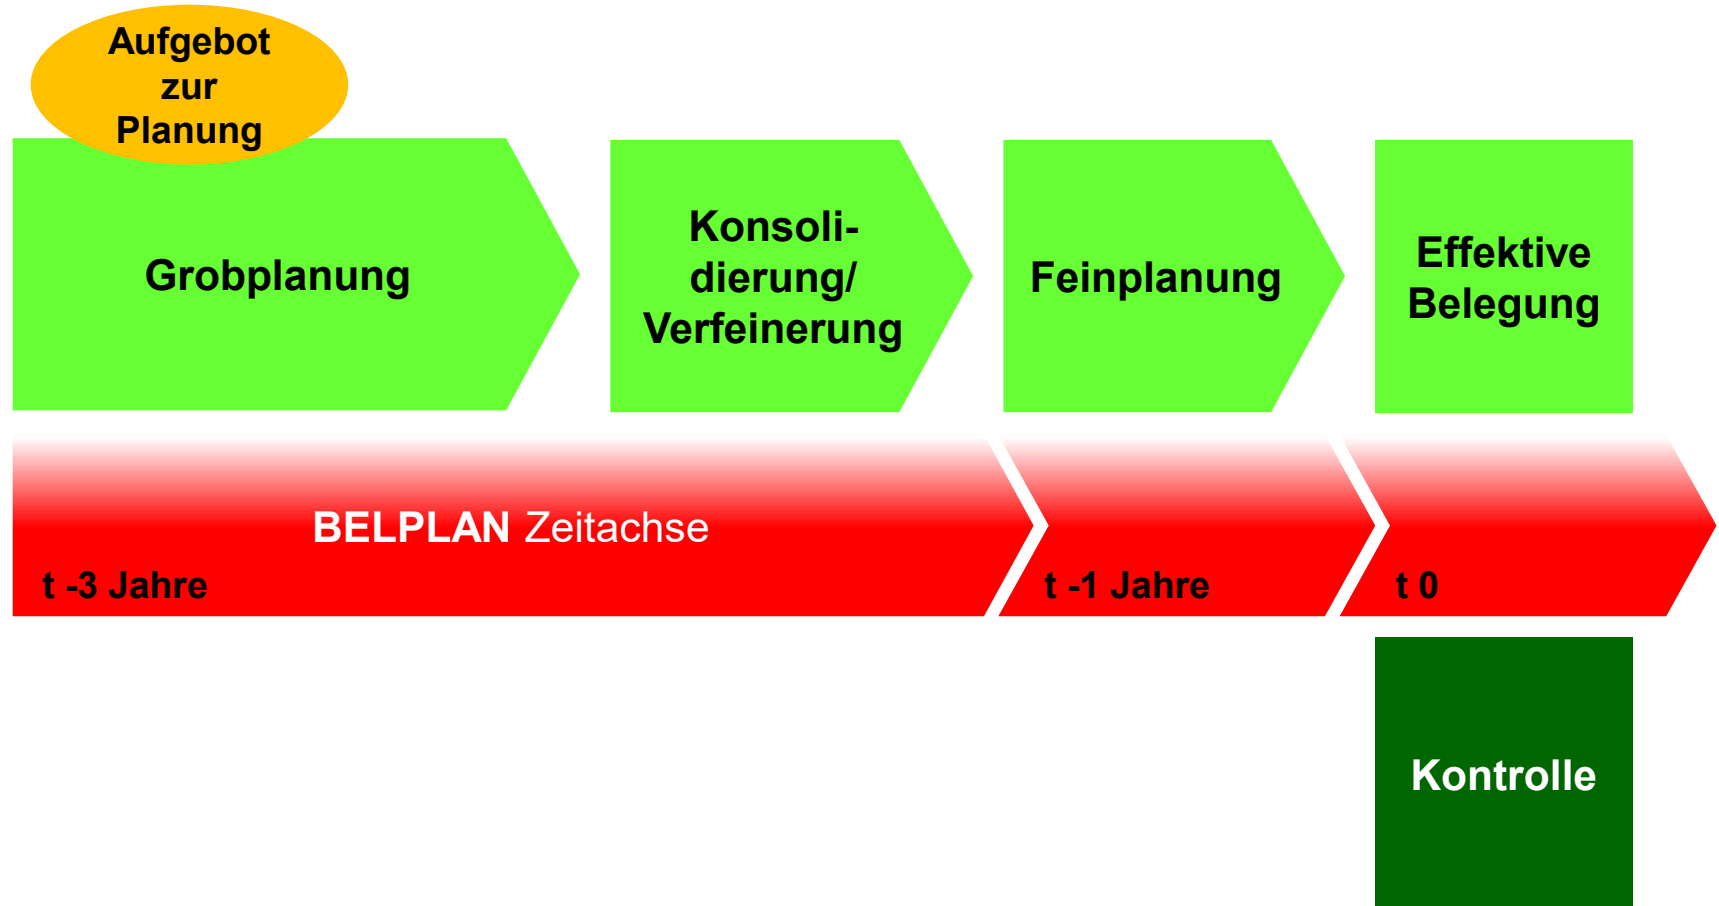 Aufgebot
zur
Planung
Grobplanung
Konsoli-
dierung/
Verfeinerung
Feinplanung
Effektive
Belegung
BELPLAN Zeitachse
t -3 Jahre
t -1 Jahre
t 0
Kontrolle